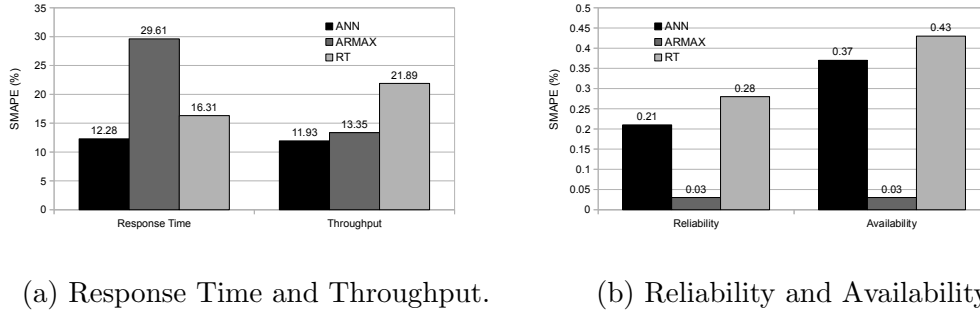 35
30
25
20
15
10
5
0
SMAPE (%)
ANN
ARMAX
RT
12.28
29.61
16.31
11.93
13.35
21.89
Response Time
Throughput
(a) Response Time and Throughput.
0.5
0.45
0.4
0.35
0.3
0.25
0.2
0.15
0.1
0.05
0
SMAPE (%)
ANN
ARMAX
RT
0.21
0.03
0.28
0.37
0.03
0.43
Reliability
Availability
(b) Reliability and Availability